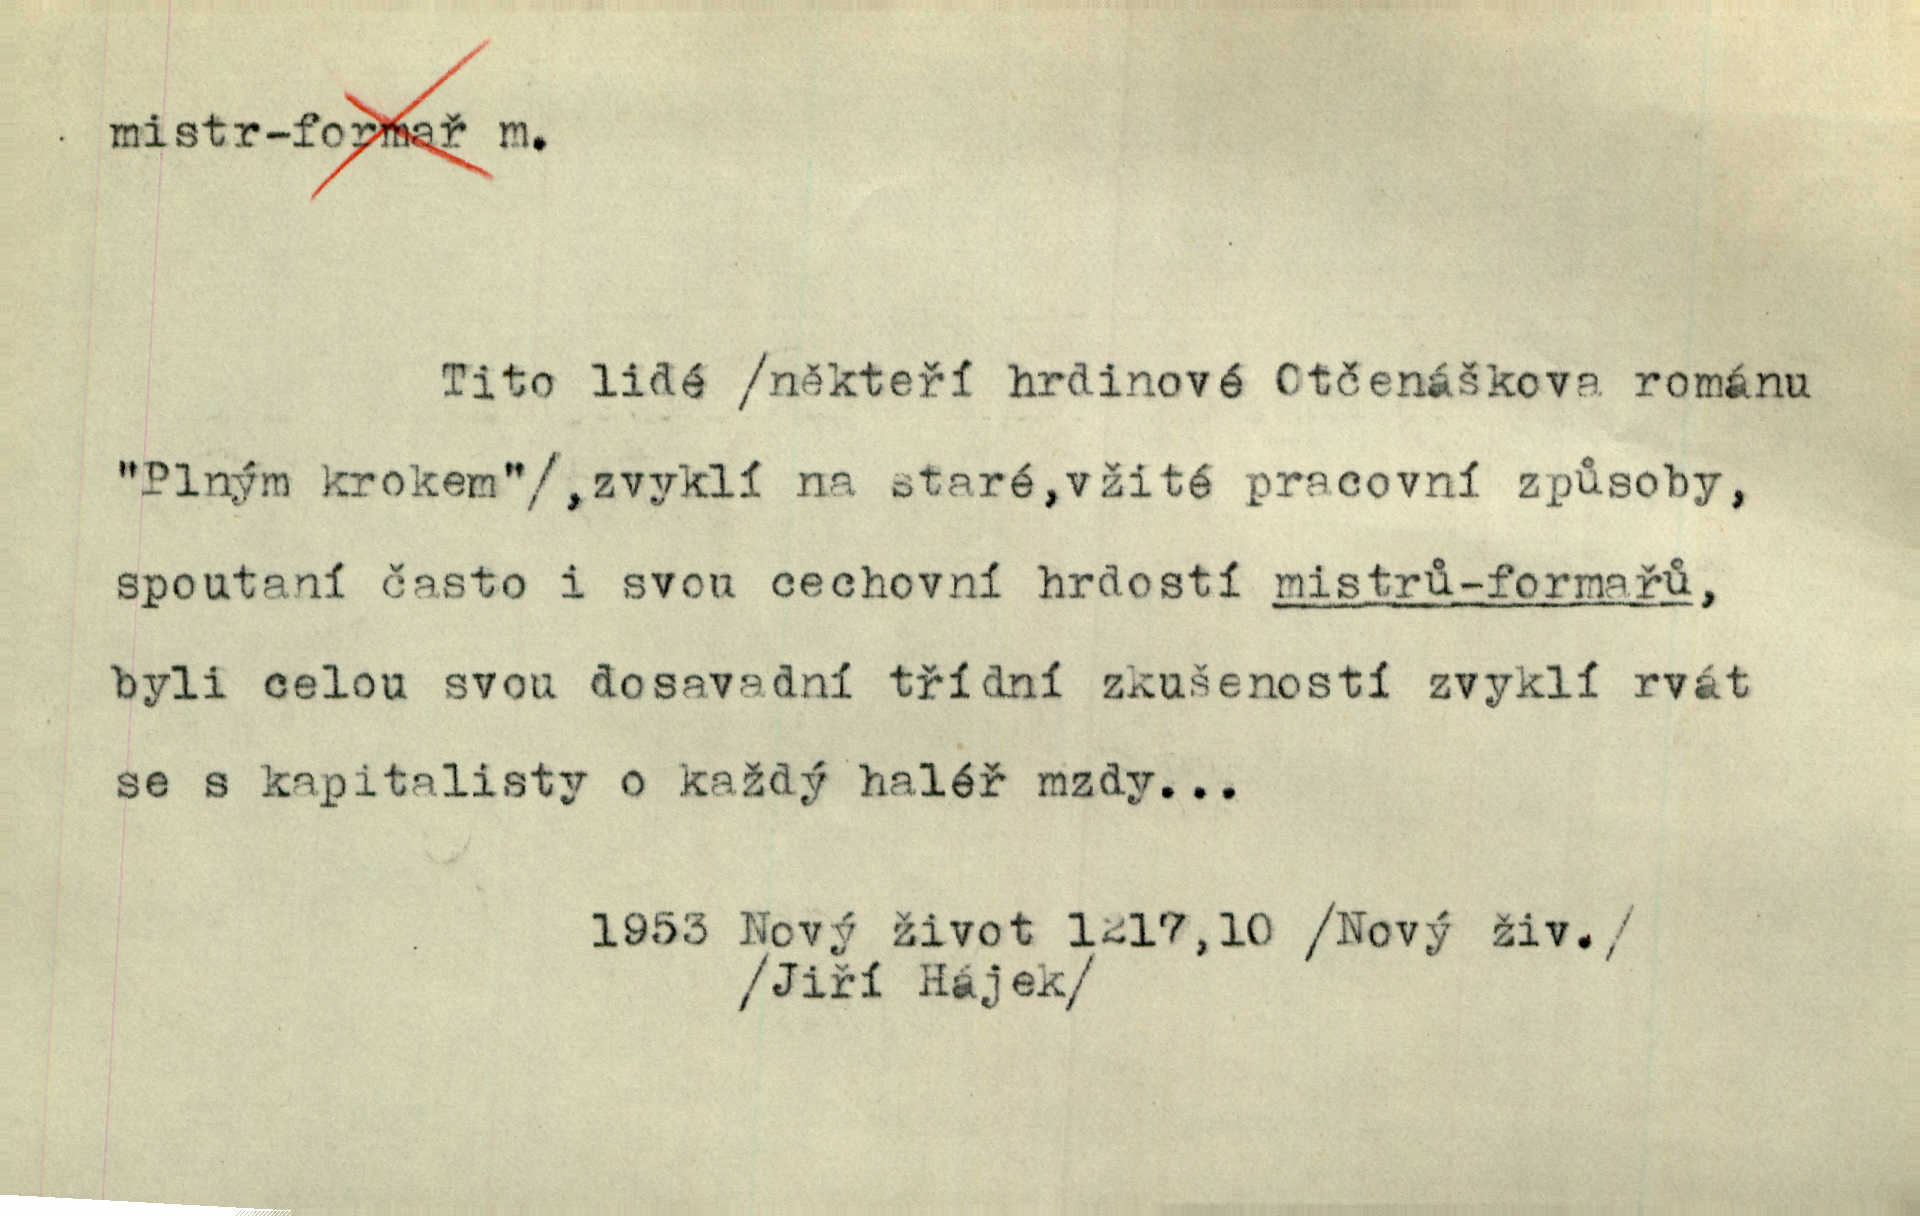 mistr-formař m.
Tito lidé /někteří hrdinové Otčenáškova románu
"Plným krokem"/,zvyklí na staré,vžité pracovní způsoby,
spoutaní často i svou cechovní hrdostí mistrů-formařů,
byli celou svou dosavadní třídní zkušeností zvyklí rvát
se s kapitalisty o každý haléř mzdy...
1953 Nový život 1217,10 /Nový živ./
/Jiří Hájek/